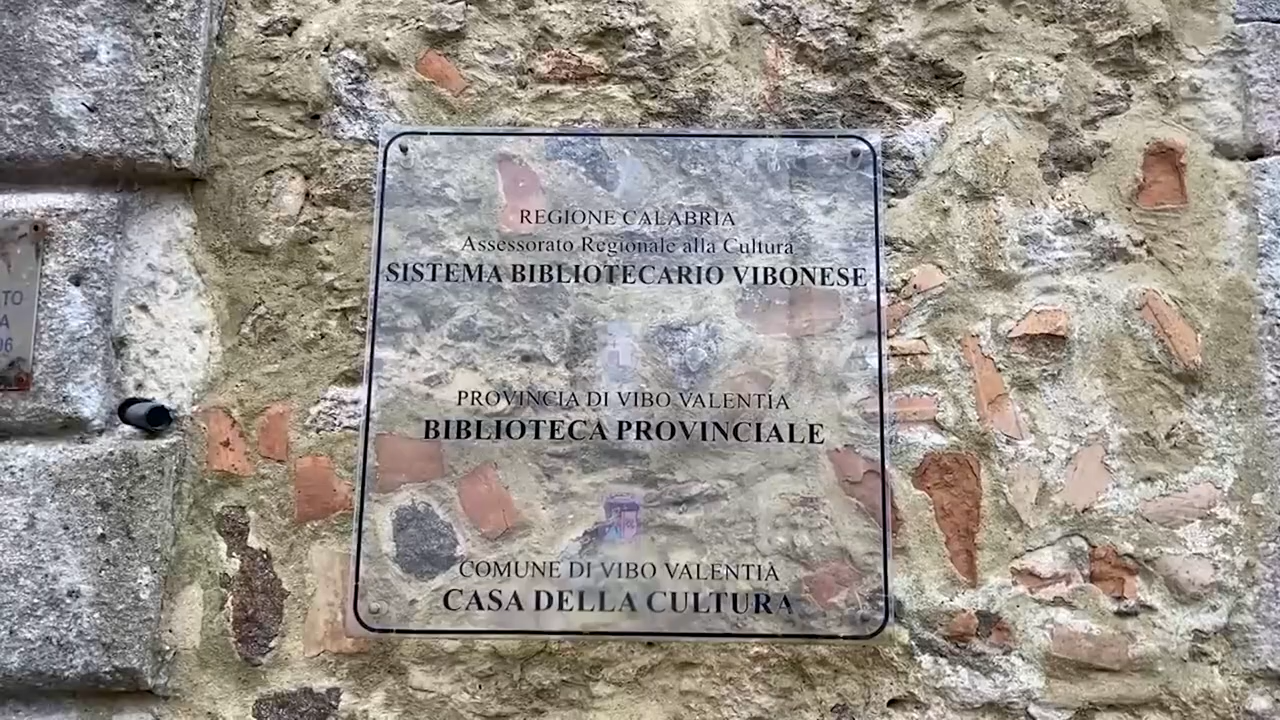 REGIONE CALABRIA
Assessorato Regionale alla Cultura
SISTEMA BIBLIOTECARIO VIBONESE
PROVINCIA DI VIBO VALENTIA
BIBLIOTECA PROVINCIALE
COMUNE DI VIBO VALENTIA
CASA DELLA CULTURA